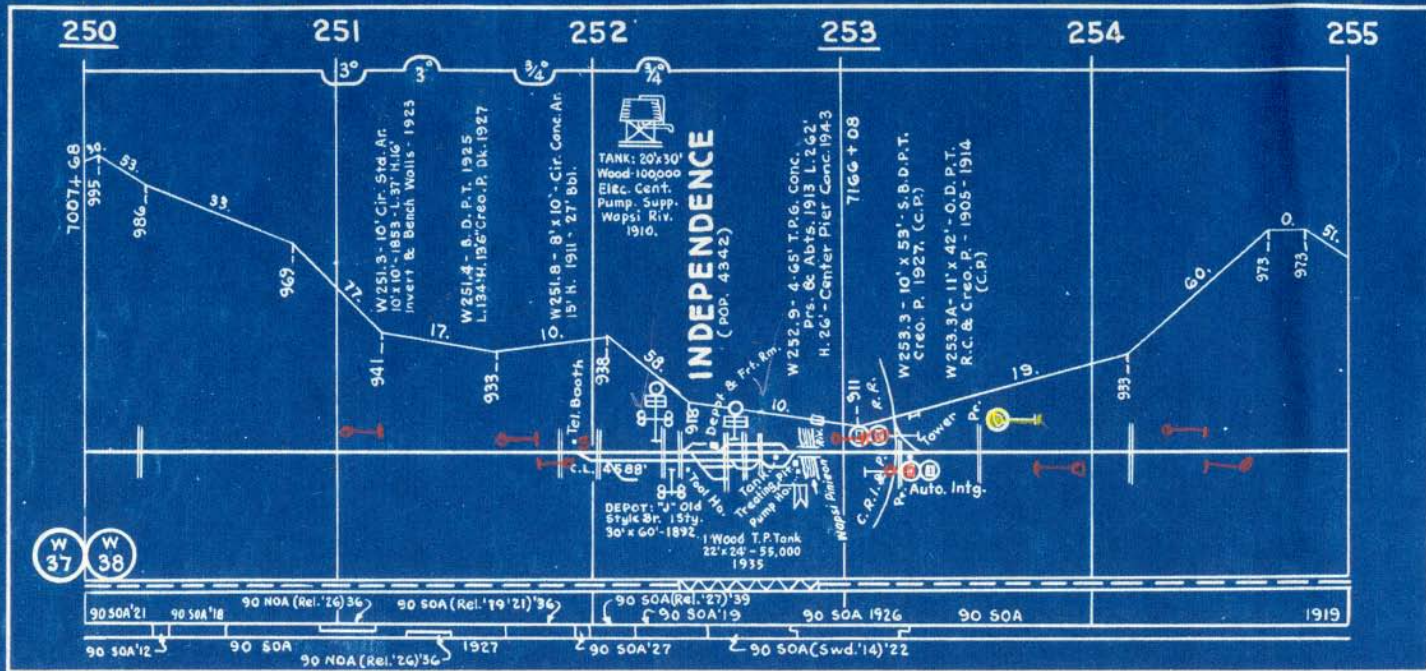 250 251 252 253 254 255
3° 3° 3/4° 3/4°
7007+68
30. 53. 33. 77. 17. 10. 58. 10. 19. 60. 0. 51.
995 986 969 941 933 938 918 911 933 973 973
W251.3 - 10' Cir. Std. Ar.
10'x10' - 1853 - L.37' H.16'
Invert & Bench Walls - 1923
W251.4 - B. D. P. T. 1925
L.134' H. 13'6" Creo. P. Dk. 1927
W251.8 - 8'x10' - Cir. Conc. Ar.
15' H. 1911 - 27' Bbl.
TANK: 20'x30'
Wood-100,000
Elec. Cent.
Pump. Supp.
Wapsi Riv.
1910.
INDEPENDENCE
(POP. 4342)
W252.9 - 4-65' T.P.G. Conc.
Prs. & Abts. 1913 L.262'
H.26' - Center Pier Conc. 1943
7166+08
W253.3 - 10' x 53' - S.B.D.P.T.
Creo. P. 1927. (C.P.)
W253.3A - 11' x 42' - O.D.P.T.
R.C. & Creo. P. - 1905 - 1914
(C.P.)
Tel. Booth
Depot & Frt. Rm.
R. R.
Tower
Pr.
C.L. 4588'
Tool Ho.
Tank
Treating Plt.
Pump Ho.
Wapsi Pinicon
Riv.
C.R.I. & P.
Pr.
Auto. Intg.
DEPOT: "J" Old
Style Br. 1 Sty.
30' x 60' - 1892
1 Wood T.P. Tank
22'x24' - 55,000
1935
W
37
W
38
90 SOA '21
90 SOA '18
90 NOA (Rel. '26) 36
90 SOA (Rel. '19 '21) '36
90 SOA (Rel. '27) '39
90 SOA '19
90 SOA 1926
90 SOA
1919
90 SOA '12
90 SOA
90 NOA (Rel. '26) '36
1927
90 SOA '27
90 SOA (Swd. '14) '22